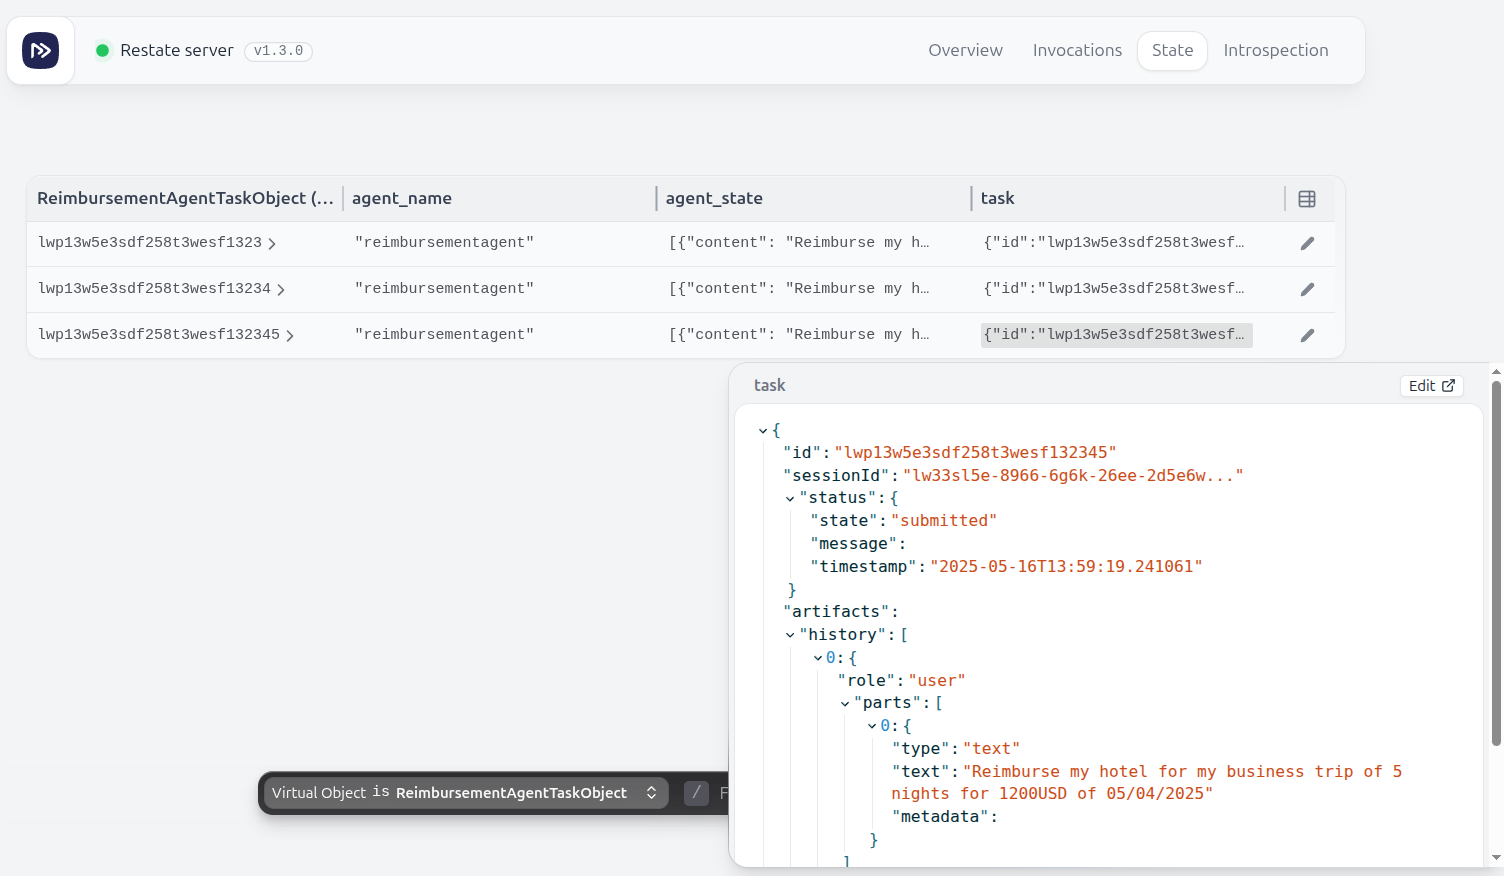 Restate server v1.3.0 Overview Invocations State Introspection
ReimbursementAgentTaskObject (... agent_name agent_state task
lwp13w5e3sdf258t3wesf1323 "reimbursementagent" [{"content": "Reimburse my h... {"id":"lwp13w5e3sdf258t3wesf...
lwp13w5e3sdf258t3wesf13234 "reimbursementagent" [{"content": "Reimburse my h... {"id":"lwp13w5e3sdf258t3wesf...
lwp13w5e3sdf258t3wesf132345 "reimbursementagent" [{"content": "Reimburse my h... {"id":"lwp13w5e3sdf258t3wesf...
task Edit
{
"id":"lwp13w5e3sdf258t3wesf132345"
"sessionId":"lw33sl5e-8966-6g6k-26ee-2d5e6w..."
"status":{
"state":"submitted"
"message":
"timestamp":"2025-05-16T13:59:19.241061"
}
"artifacts":
"history":[
0:{
"role":"user"
"parts":[
0:{
"type":"text"
"text":"Reimburse my hotel for my business trip of 5
nights for 1200USD of 05/04/2025"
"metadata":
}
]
Virtual Object is ReimbursementAgentTaskObject / F